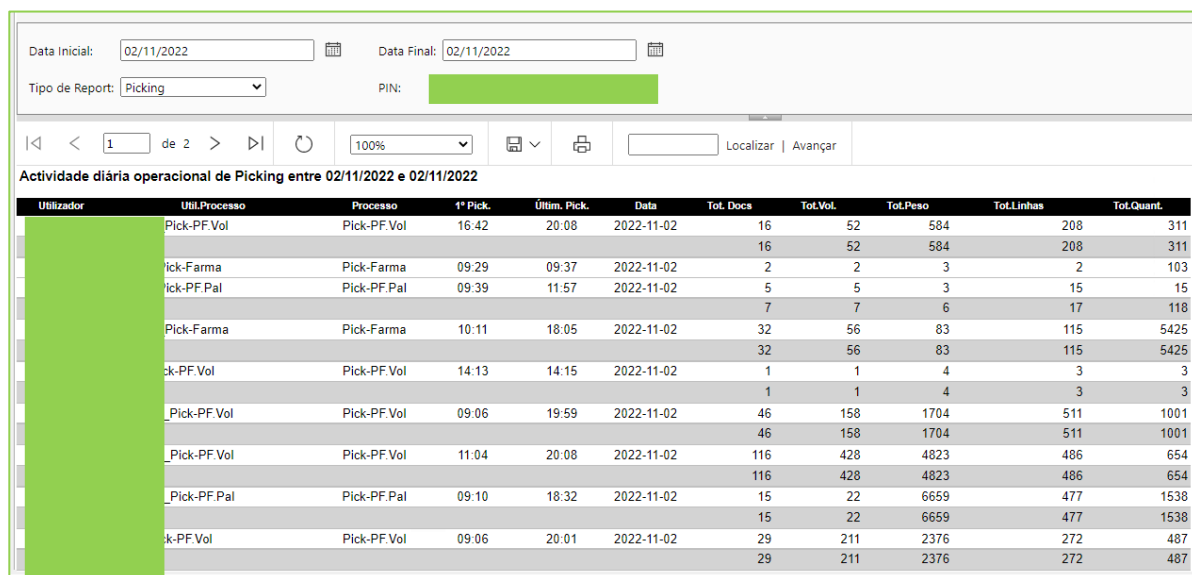 Data Inicial: 02/11/2022 Data Final: 02/11/2022
Tipo de Report: Picking PIN:
1 de 2 100% Localizar | Avançar
Actividade diária operacional de Picking entre 02/11/2022 e 02/11/2022
Utilizador Util.Processo Processo 1º Pick. Últim. Pick. Data Tot. Docs Tot.Vol. Tot.Peso Tot.Linhas Tot.Quant.
Pick-PF.Vol Pick-PF.Vol 16:42 20:08 2022-11-02 16 52 584 208 311
16 52 584 208 311
ick-Farma Pick-Farma 09:29 09:37 2022-11-02 2 2 3 2 103
ick-PF.Pal Pick-PF.Pal 09:39 11:57 2022-11-02 5 5 3 15 15
7 7 6 17 118
Pick-Farma Pick-Farma 10:11 18:05 2022-11-02 32 56 83 115 5425
32 56 83 115 5425
ck-PF.Vol Pick-PF.Vol 14:13 14:15 2022-11-02 1 1 4 3 3
1 1 4 3 3
_Pick-PF.Vol Pick-PF.Vol 09:06 19:59 2022-11-02 46 158 1704 511 1001
46 158 1704 511 1001
_Pick-PF.Vol Pick-PF.Vol 11:04 20:08 2022-11-02 116 428 4823 486 654
116 428 4823 486 654
_Pick-PF.Pal Pick-PF.Pal 09:10 18:32 2022-11-02 15 22 6659 477 1538
15 22 6659 477 1538
k-PF.Vol Pick-PF.Vol 09:06 20:01 2022-11-02 29 211 2376 272 487
29 211 2376 272 487